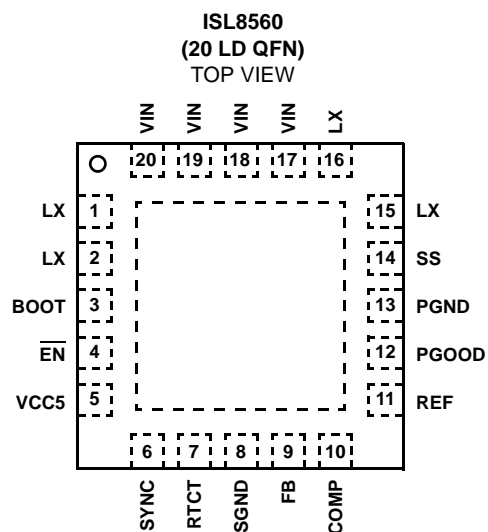 ISL8560
(20 LD QFN)
TOP VIEW
VIN VIN VIN VIN LX
20 19 18 17 16
LX 1 15 LX
LX 2 14 SS
BOOT 3 13 PGND
E̅N̅ 4 12 PGOOD
VCC5 5 11 REF
6 7 8 9 10
SYNC RTCT SGND FB COMP